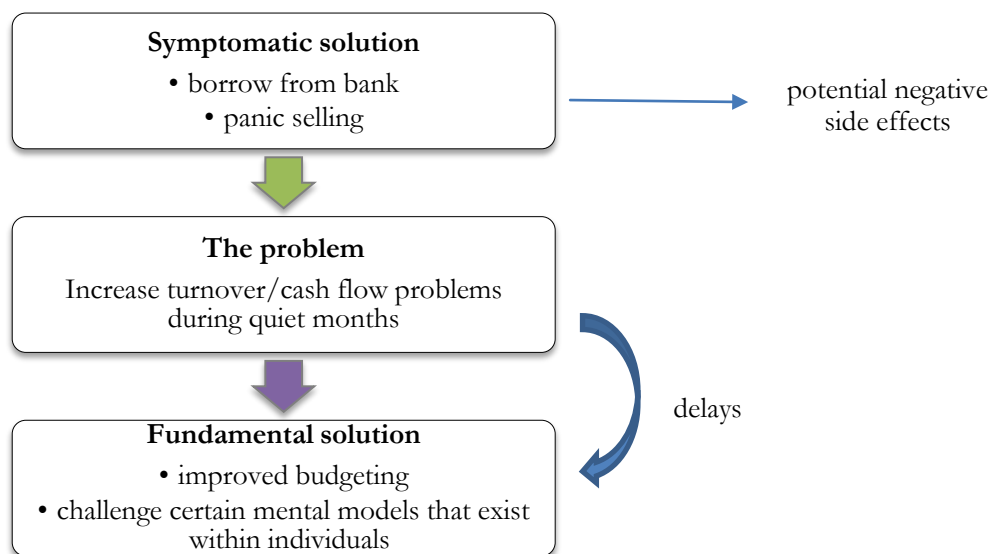 Symptomatic solution
• borrow from bank
• panic selling
potential negative
side effects
The problem
Increase turnover/cash flow problems
during quiet months
delays
Fundamental solution
• improved budgeting
• challenge certain mental models that exist
within individuals